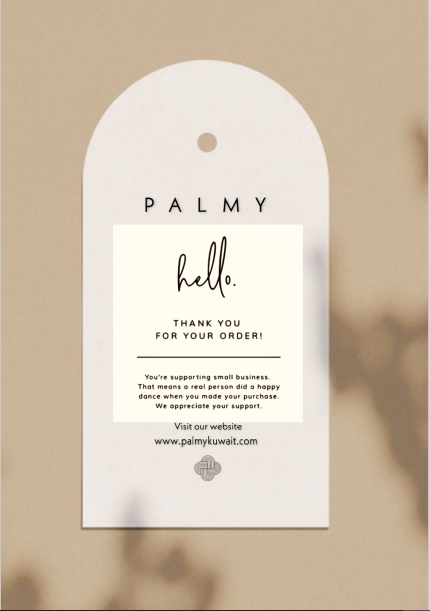 PALMY
hello.
THANK YOU
FOR YOUR ORDER!
You're supporting small business.
That means a real person did a happy
dance when you made your purchase.
We appreciate your support.
Visit our website
www.palmykuwait.com